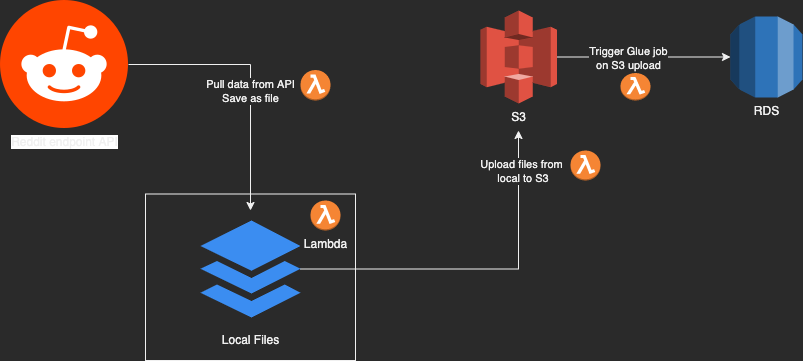 Reddit endpoint API
Pull data from API
Save as file
Lambda
Local Files
S3
Upload files from
local to S3
Trigger Glue job
on S3 upload
RDS